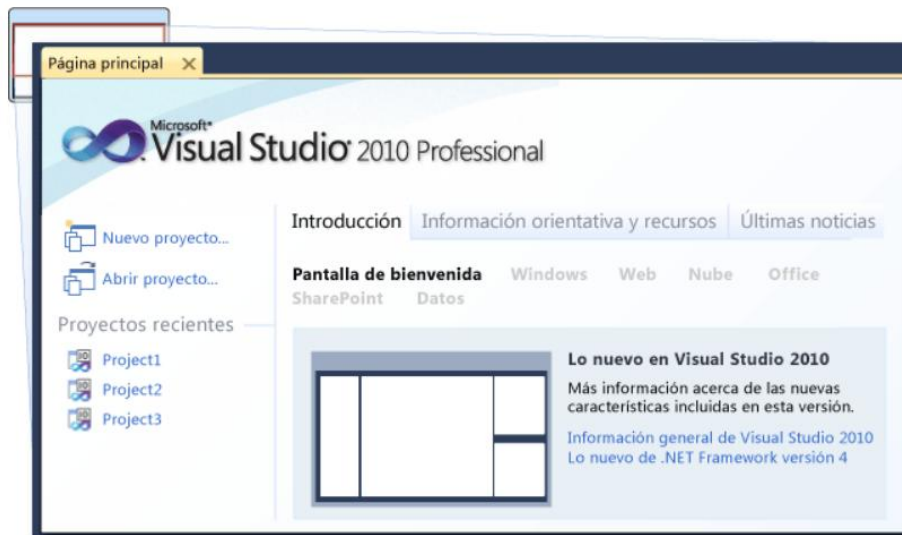 Página principal
Microsoft
Visual Studio 2010 Professional
Nuevo proyecto...
Abrir proyecto...
Proyectos recientes
Project1
Project2
Project3
Introducción
Información orientativa y recursos
Últimas noticias
Pantalla de bienvenida Windows Web Nube Office
SharePoint Datos
Lo nuevo en Visual Studio 2010
Más información acerca de las nuevas
características incluidas en esta versión.
Información general de Visual Studio 2010
Lo nuevo de .NET Framework versión 4